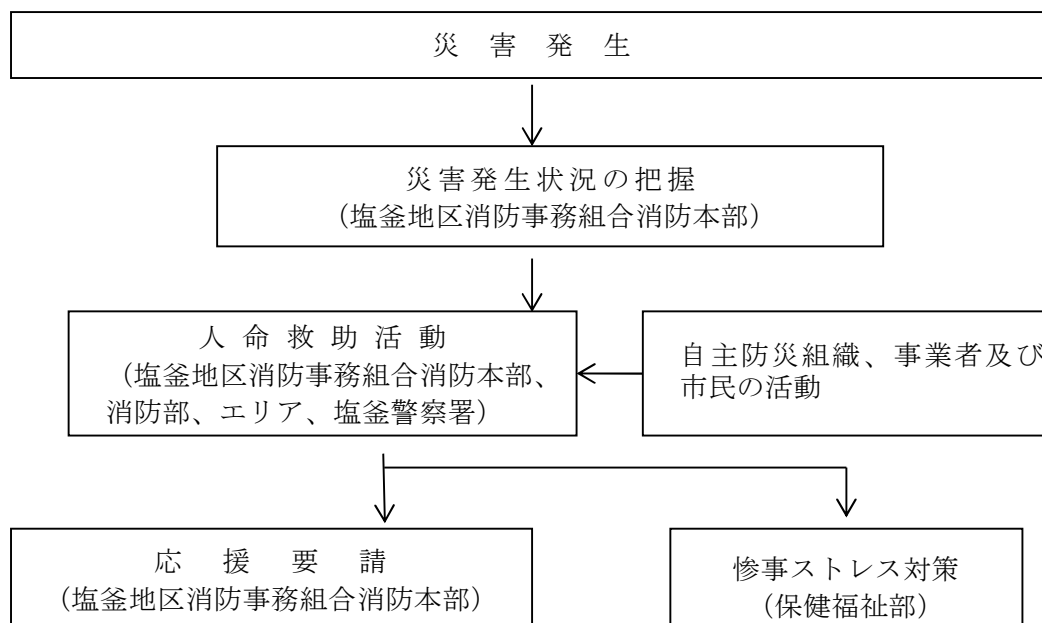 災害発生
災害発生状況の把握
（塩釜地区消防事務組合消防本部）
人命救助活動
（塩釜地区消防事務組合消防本部、
消防部、エリア、塩釜警察署）
自主防災組織、事業者及び
市民の活動
応援要請
（塩釜地区消防事務組合消防本部）
惨事ストレス対策
（保健福祉部）